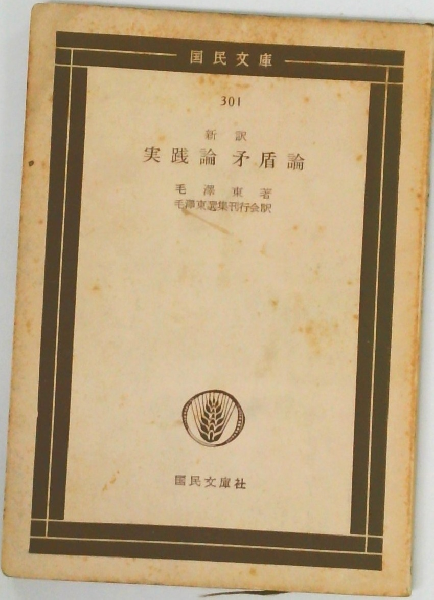 国民文庫
301
新訳
実践論 矛盾論
毛澤東著
毛澤東選集刊行会訳
国民文庫社